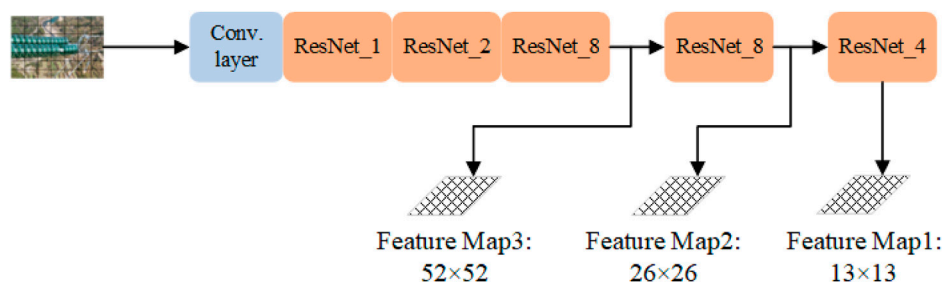 Conv.
layer
ResNet_1
ResNet_2
ResNet_8
ResNet_8
ResNet_4
Feature Map3:
52×52
Feature Map2:
26×26
Feature Map1:
13×13